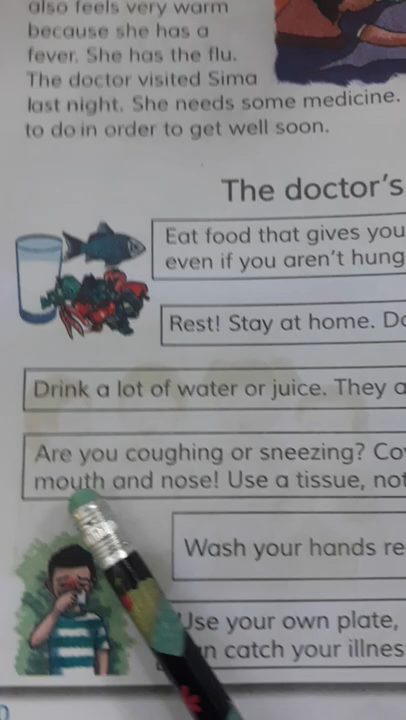 also feels very warm
because she has a
fever. She has the flu.
The doctor visited Sima
last night. She needs some medicine.
to do in order to get well soon.
The doctor's
Eat food that gives you
even if you aren't hung
Rest! Stay at home. Do
Drink a lot of water or juice. They a
Are you coughing or sneezing? Co
mouth and nose! Use a tissue, not
Wash your hands re
Use your own plate,
n catch your illnes